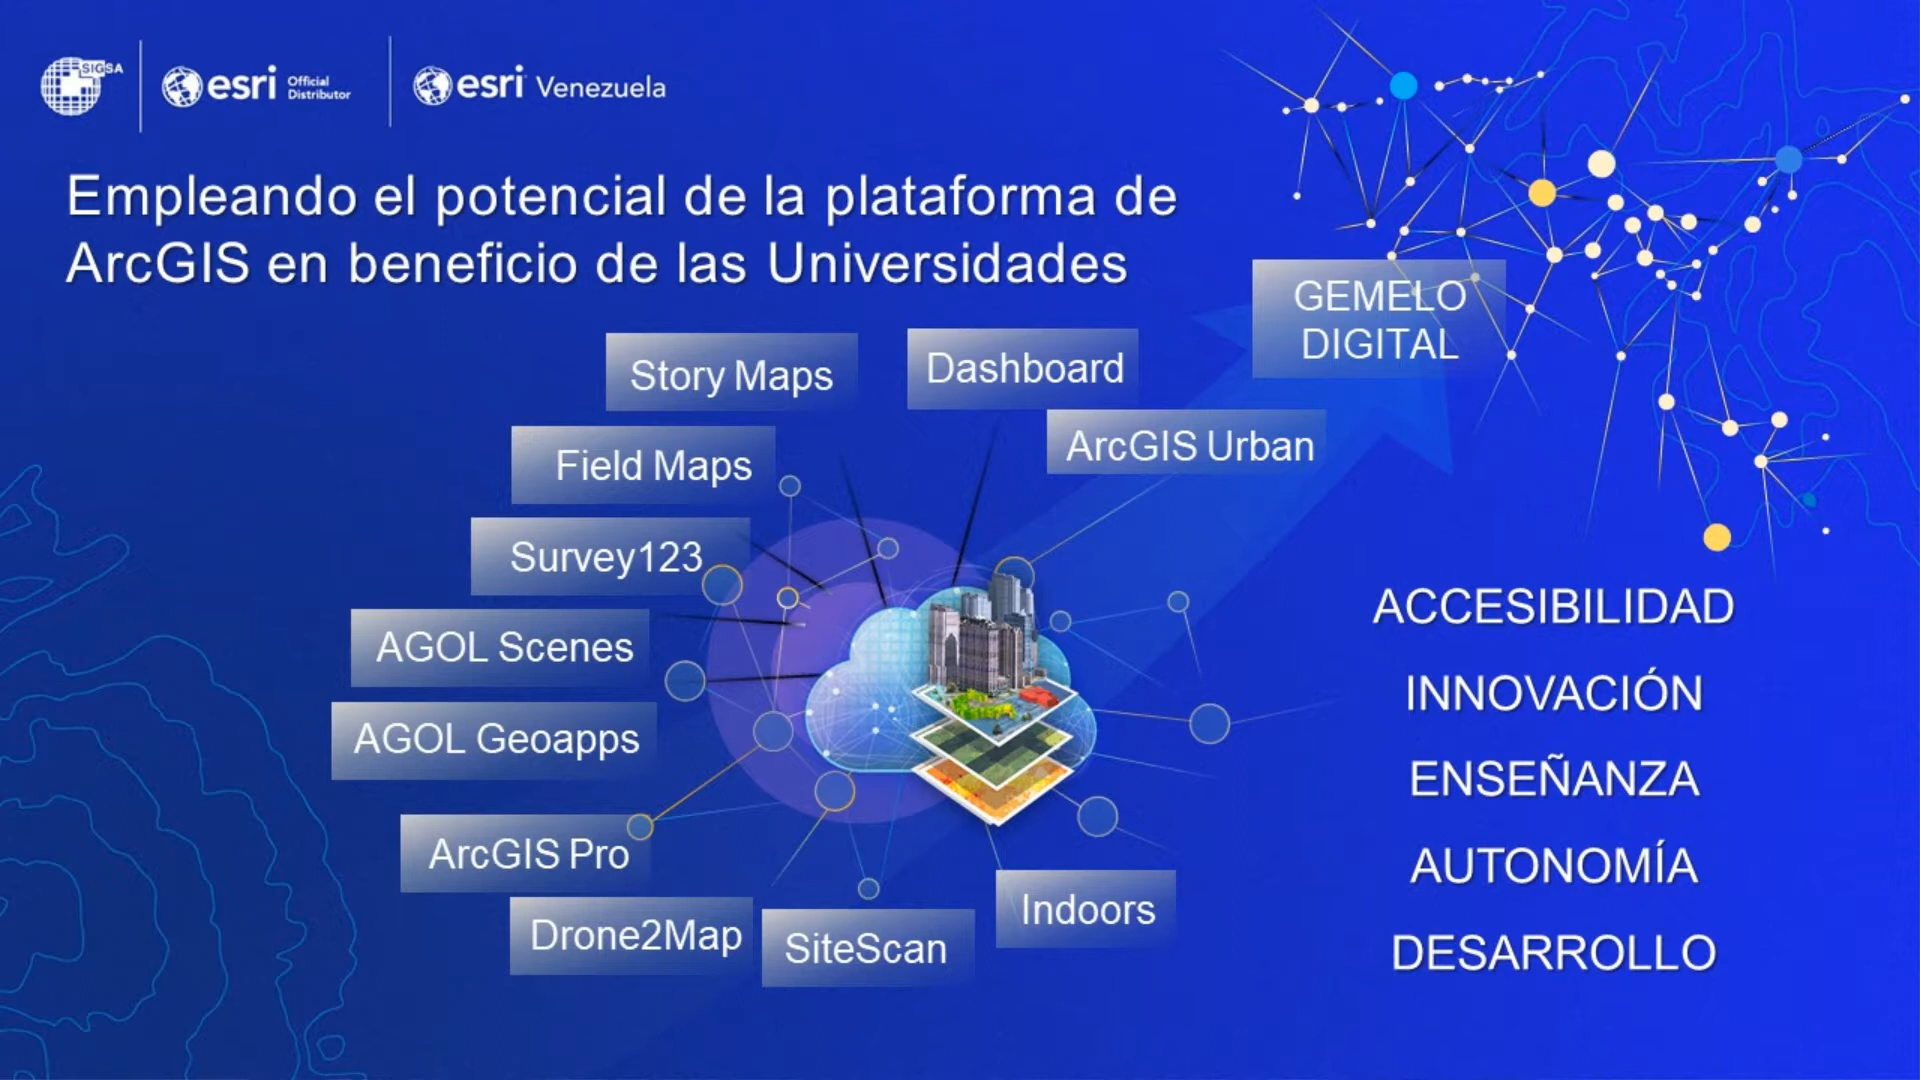 SIGSA
esri Official Distributor
esri Venezuela
Empleando el potencial de la plataforma de
ArcGIS en beneficio de las Universidades
GEMELO
DIGITAL
Story Maps
Dashboard
ArcGIS Urban
Field Maps
Survey123
AGOL Scenes
AGOL Geoapps
ArcGIS Pro
Drone2Map
SiteScan
Indoors
ACCESIBILIDAD
INNOVACIÓN
ENSEÑANZA
AUTONOMÍA
DESARROLLO